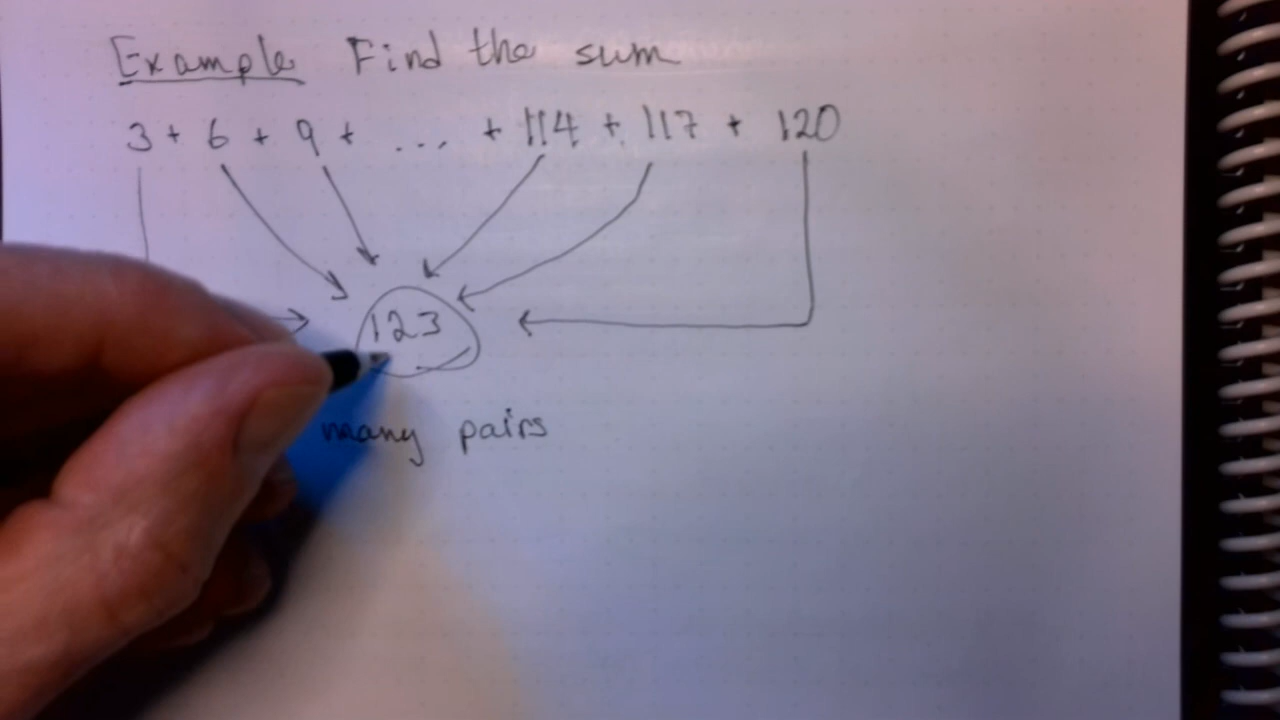 Example Find the sum
3 + 6 + 9 + ... + 114 + 117 + 120
123
many pairs